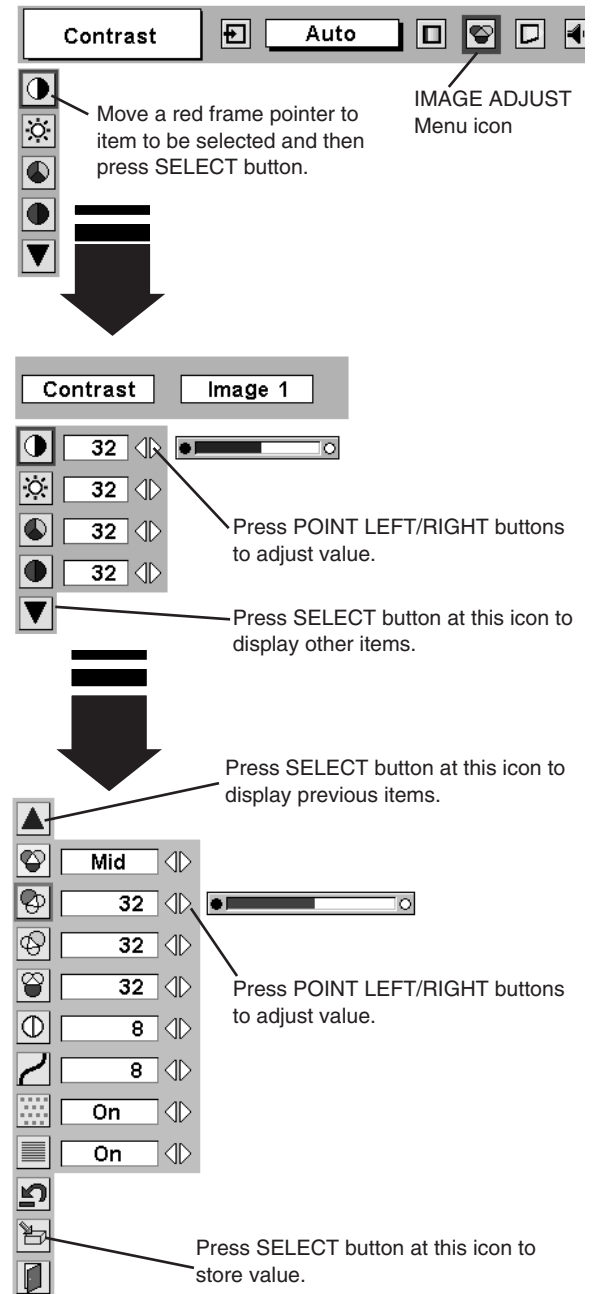 Contrast
Auto
Move a red frame pointer to
item to be selected and then
press SELECT button.
IMAGE ADJUST
Menu icon
Contrast
Image 1
32
32
32
32
Press POINT LEFT/RIGHT buttons
to adjust value.
Press SELECT button at this icon to
display other items.
Press SELECT button at this icon to
display previous items.
Mid
32
32
32
8
8
On
On
Press POINT LEFT/RIGHT buttons
to adjust value.
Press SELECT button at this icon to
store value.